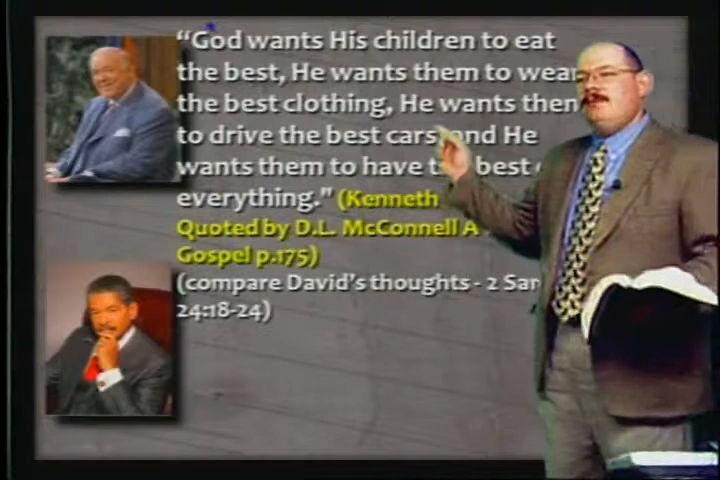 “God wants His children to eat
the best, He wants them to wear
the best clothing, He wants them
to drive the best cars, and He
wants them to have the best
everything.” (Kenneth
Quoted by D.L. McConnell A
Gospel p.175)
(compare David’s thoughts - 2 Sam
24:18-24)